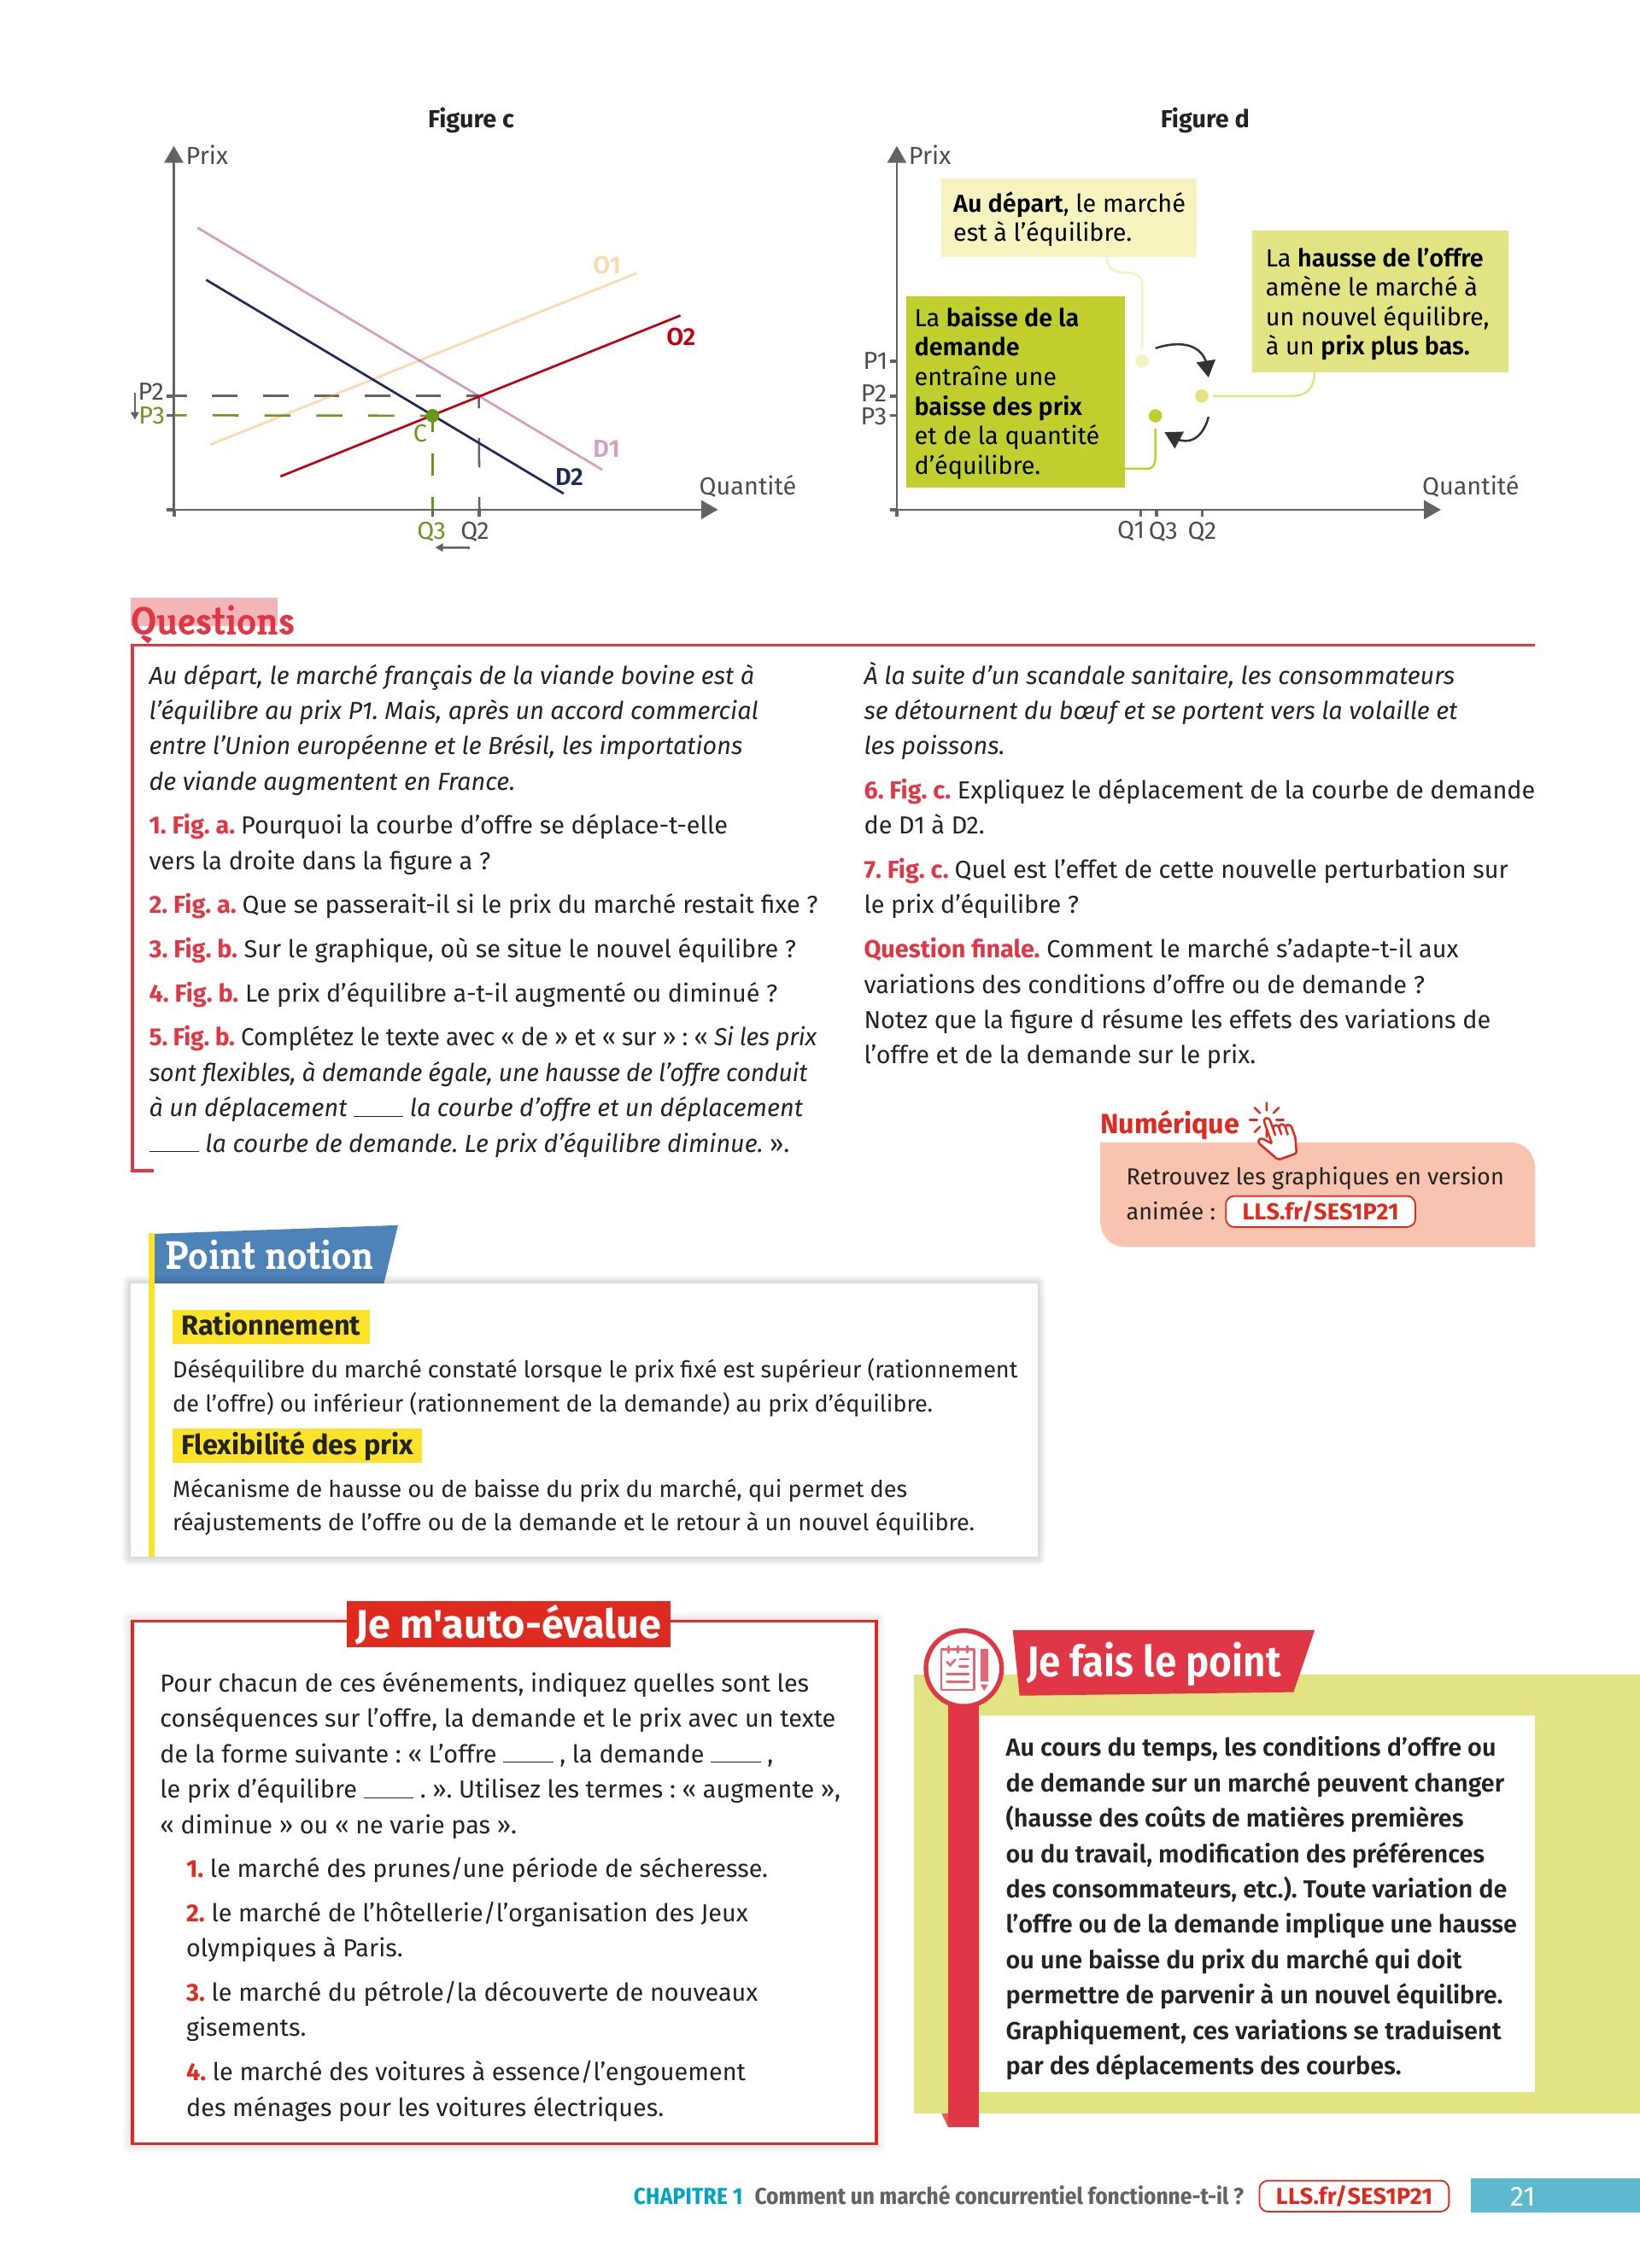 Figure c
Prix
O1
O2
P2
P3
C
D1
D2
Quantité
Q3 Q2
Figure d
Prix
Au départ, le marché
est à l'équilibre.
La hausse de l'offre
amène le marché à
un nouvel équilibre,
à un prix plus bas.
La baisse de la
demande
entraîne une
baisse des prix
et de la quantité
d'équilibre.
P1
P2
P3
Quantité
Q1 Q3 Q2
Questions
Au départ, le marché français de la viande bovine est à
l'équilibre au prix P1. Mais, après un accord commercial
entre l'Union européenne et le Brésil, les importations
de viande augmentent en France.
1. Fig. a. Pourquoi la courbe d'offre se déplace-t-elle
vers la droite dans la figure a ?
2. Fig. a. Que se passerait-il si le prix du marché restait fixe ?
3. Fig. b. Sur le graphique, où se situe le nouvel équilibre ?
4. Fig. b. Le prix d'équilibre a-t-il augmenté ou diminué ?
5. Fig. b. Complétez le texte avec « de » et « sur » : « Si les prix
sont flexibles, à demande égale, une hausse de l'offre conduit
à un déplacement ____ la courbe d'offre et un déplacement
____ la courbe de demande. Le prix d'équilibre diminue. ».
À la suite d'un scandale sanitaire, les consommateurs
se détournent du bœuf et se portent vers la volaille et
les poissons.
6. Fig. c. Expliquez le déplacement de la courbe de demande
de D1 à D2.
7. Fig. c. Quel est l'effet de cette nouvelle perturbation sur
le prix d'équilibre ?
Question finale. Comment le marché s'adapte-t-il aux
variations des conditions d'offre ou de demande ?
Notez que la figure d résume les effets des variations de
l'offre et de la demande sur le prix.
Numérique
Retrouvez les graphiques en version
animée : LLS.fr/SES1P21
Point notion
Rationnement
Déséquilibre du marché constaté lorsque le prix fixé est supérieur (rationnement
de l'offre) ou inférieur (rationnement de la demande) au prix d'équilibre.
Flexibilité des prix
Mécanisme de hausse ou de baisse du prix du marché, qui permet des
réajustements de l'offre ou de la demande et le retour à un nouvel équilibre.
Je m'auto-évalue
Pour chacun de ces événements, indiquez quelles sont les
conséquences sur l'offre, la demande et le prix avec un texte
de la forme suivante : « L'offre ____ , la demande ____ ,
le prix d'équilibre ____ . ». Utilisez les termes : « augmente »,
« diminue » ou « ne varie pas ».
1. le marché des prunes/une période de sécheresse.
2. le marché de l'hôtellerie/l'organisation des Jeux
olympiques à Paris.
3. le marché du pétrole/la découverte de nouveaux
gisements.
4. le marché des voitures à essence/l'engouement
des ménages pour les voitures électriques.
Je fais le point
Au cours du temps, les conditions d'offre ou
de demande sur un marché peuvent changer
(hausse des coûts de matières premières
ou du travail, modification des préférences
des consommateurs, etc.). Toute variation de
l'offre ou de la demande implique une hausse
ou une baisse du prix du marché qui doit
permettre de parvenir à un nouvel équilibre.
Graphiquement, ces variations se traduisent
par des déplacements des courbes.
CHAPITRE 1 Comment un marché concurrentiel fonctionne-t-il ? LLS.fr/SES1P21 21